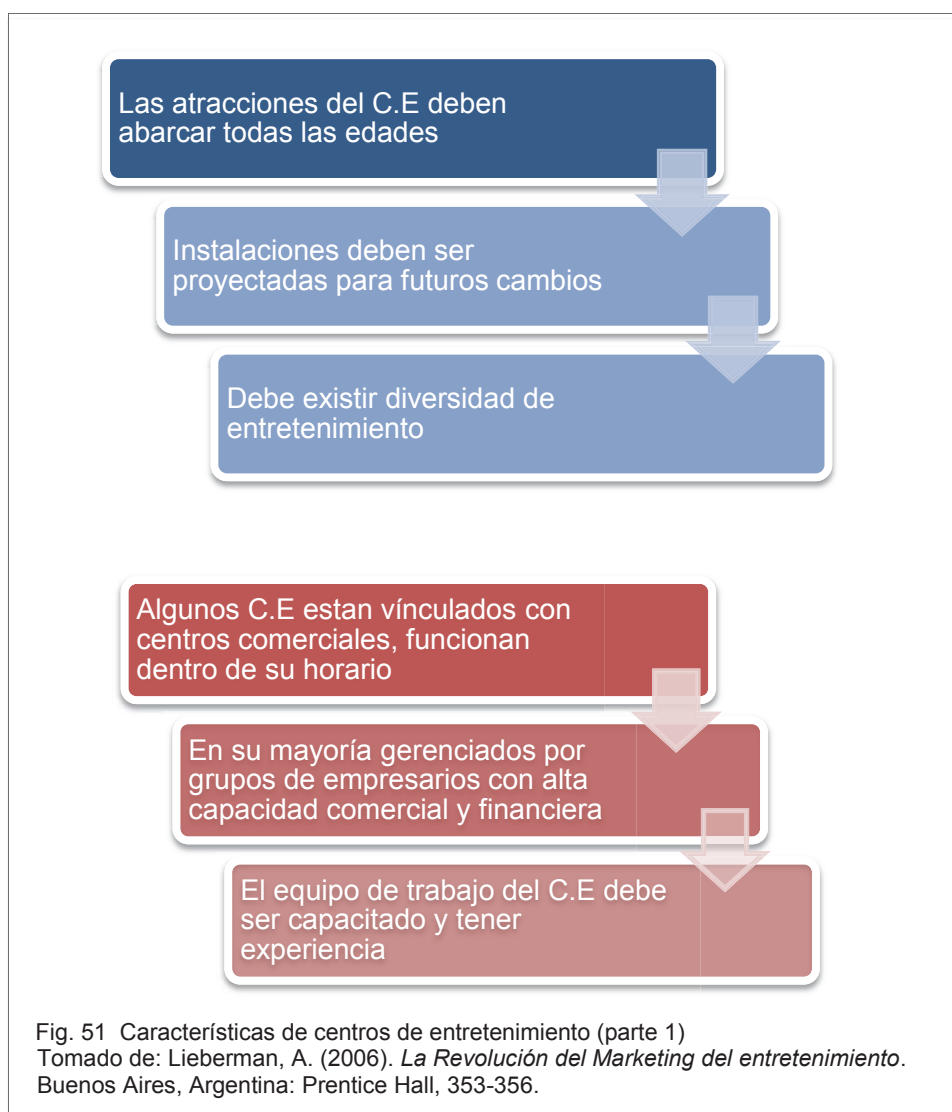 Las atracciones del C.E deben
abarcar todas las edades
Instalaciones deben ser
proyectadas para futuros cambios
Debe existir diversidad de
entretenimiento
Algunos C.E estan vínculados con
centros comerciales, funcionan
dentro de su horario
En su mayoría gerenciados por
grupos de empresarios con alta
capacidad comercial y financiera
El equipo de trabajo del C.E debe
ser capacitado y tener
experiencia
Fig. 51 Características de centros de entretenimiento (parte 1)
Tomado de: Lieberman, A. (2006). La Revolución del Marketing del entretenimiento.
Buenos Aires, Argentina: Prentice Hall, 353-356.